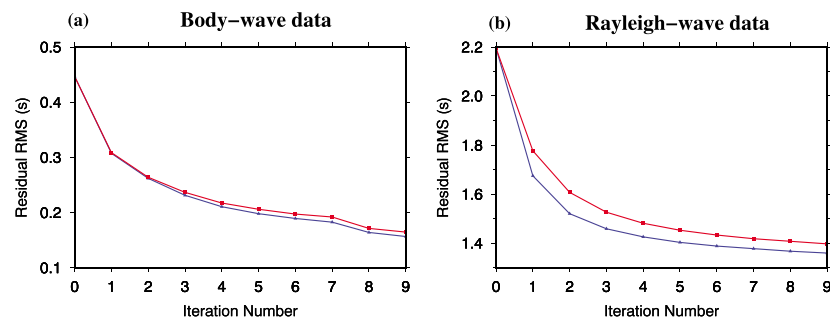 (a)
Body−wave data
0.5
0.4
0.3
0.2
0.1
Residual RMS (s)
0 1 2 3 4 5 6 7 8 9
Iteration Number
(b)
Rayleigh−wave data
2.2
2.0
1.8
1.6
1.4
Residual RMS (s)
0 1 2 3 4 5 6 7 8 9
Iteration Number